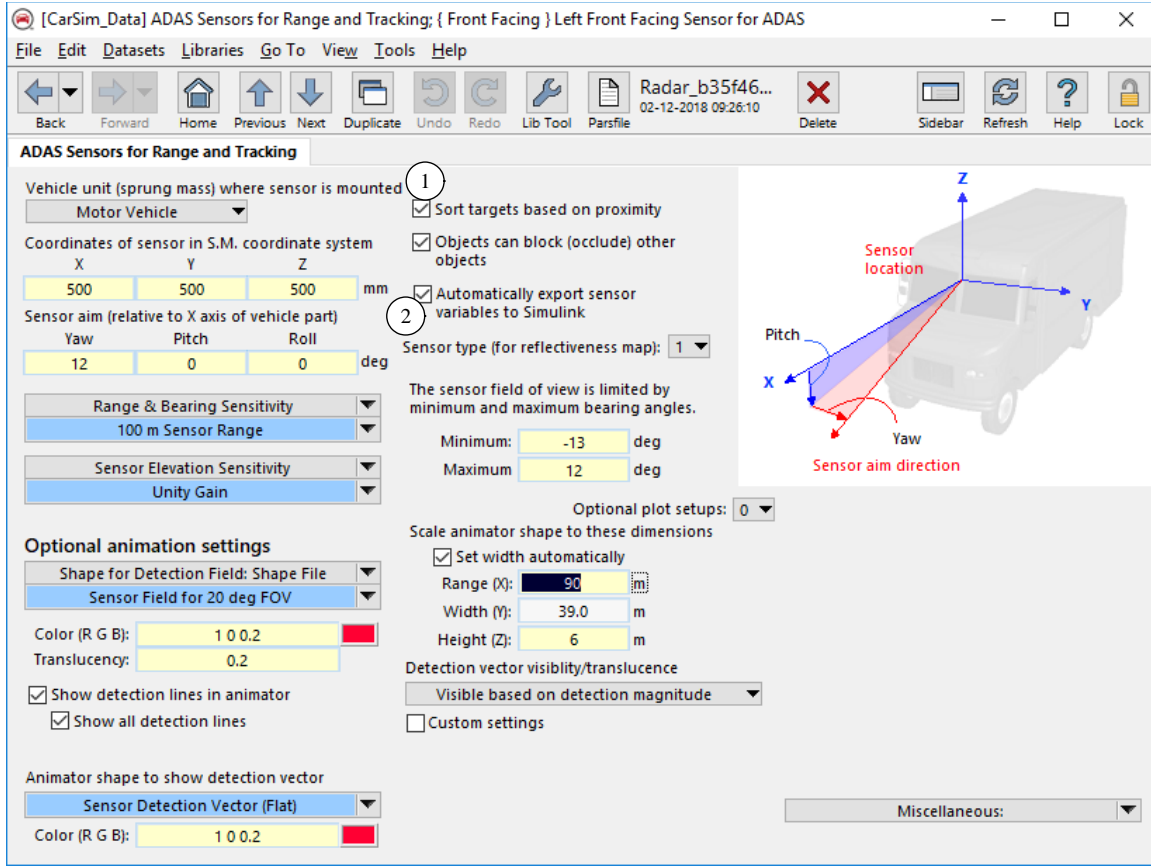 [CarSim_Data] ADAS Sensors for Range and Tracking; { Front Facing } Left Front Facing Sensor for ADAS
File Edit Datasets Libraries Go To View Tools Help
Back Forward Home Previous Next Duplicate Undo Redo Lib Tool Parsfile
Radar_b35f46...
02-12-2018 09:26:10
Delete Sidebar Refresh Help Lock
ADAS Sensors for Range and Tracking
Vehicle unit (sprung mass) where sensor is mounted
Motor Vehicle
Coordinates of sensor in S.M. coordinate system
X Y Z
500 500 500 mm
Sensor aim (relative to X axis of vehicle part)
Yaw Pitch Roll
12 0 0 deg
Range & Bearing Sensitivity
100 m Sensor Range
Sensor Elevation Sensitivity
Unity Gain
Optional animation settings
Shape for Detection Field: Shape File
Sensor Field for 20 deg FOV
Color (R G B): 1 0 0.2
Translucency: 0.2
Show detection lines in animator
Show all detection lines
Animator shape to show detection vector
Sensor Detection Vector (Flat)
Color (R G B): 1 0 0.2
1
Sort targets based on proximity
Objects can block (occlude) other
objects
Automatically export sensor
variables to Simulink
2
Sensor type (for reflectiveness map): 1
The sensor field of view is limited by
minimum and maximum bearing angles.
Minimum: -13 deg
Maximum 12 deg
Optional plot setups: 0
Scale animator shape to these dimensions
Set width automatically
Range (X): 90 m
Width (Y): 39.0 m
Height (Z): 6 m
Detection vector visiblity/translucence
Visible based on detection magnitude
Custom settings
Z
Sensor
location
Y
Pitch
X
Yaw
Sensor aim direction
Miscellaneous: